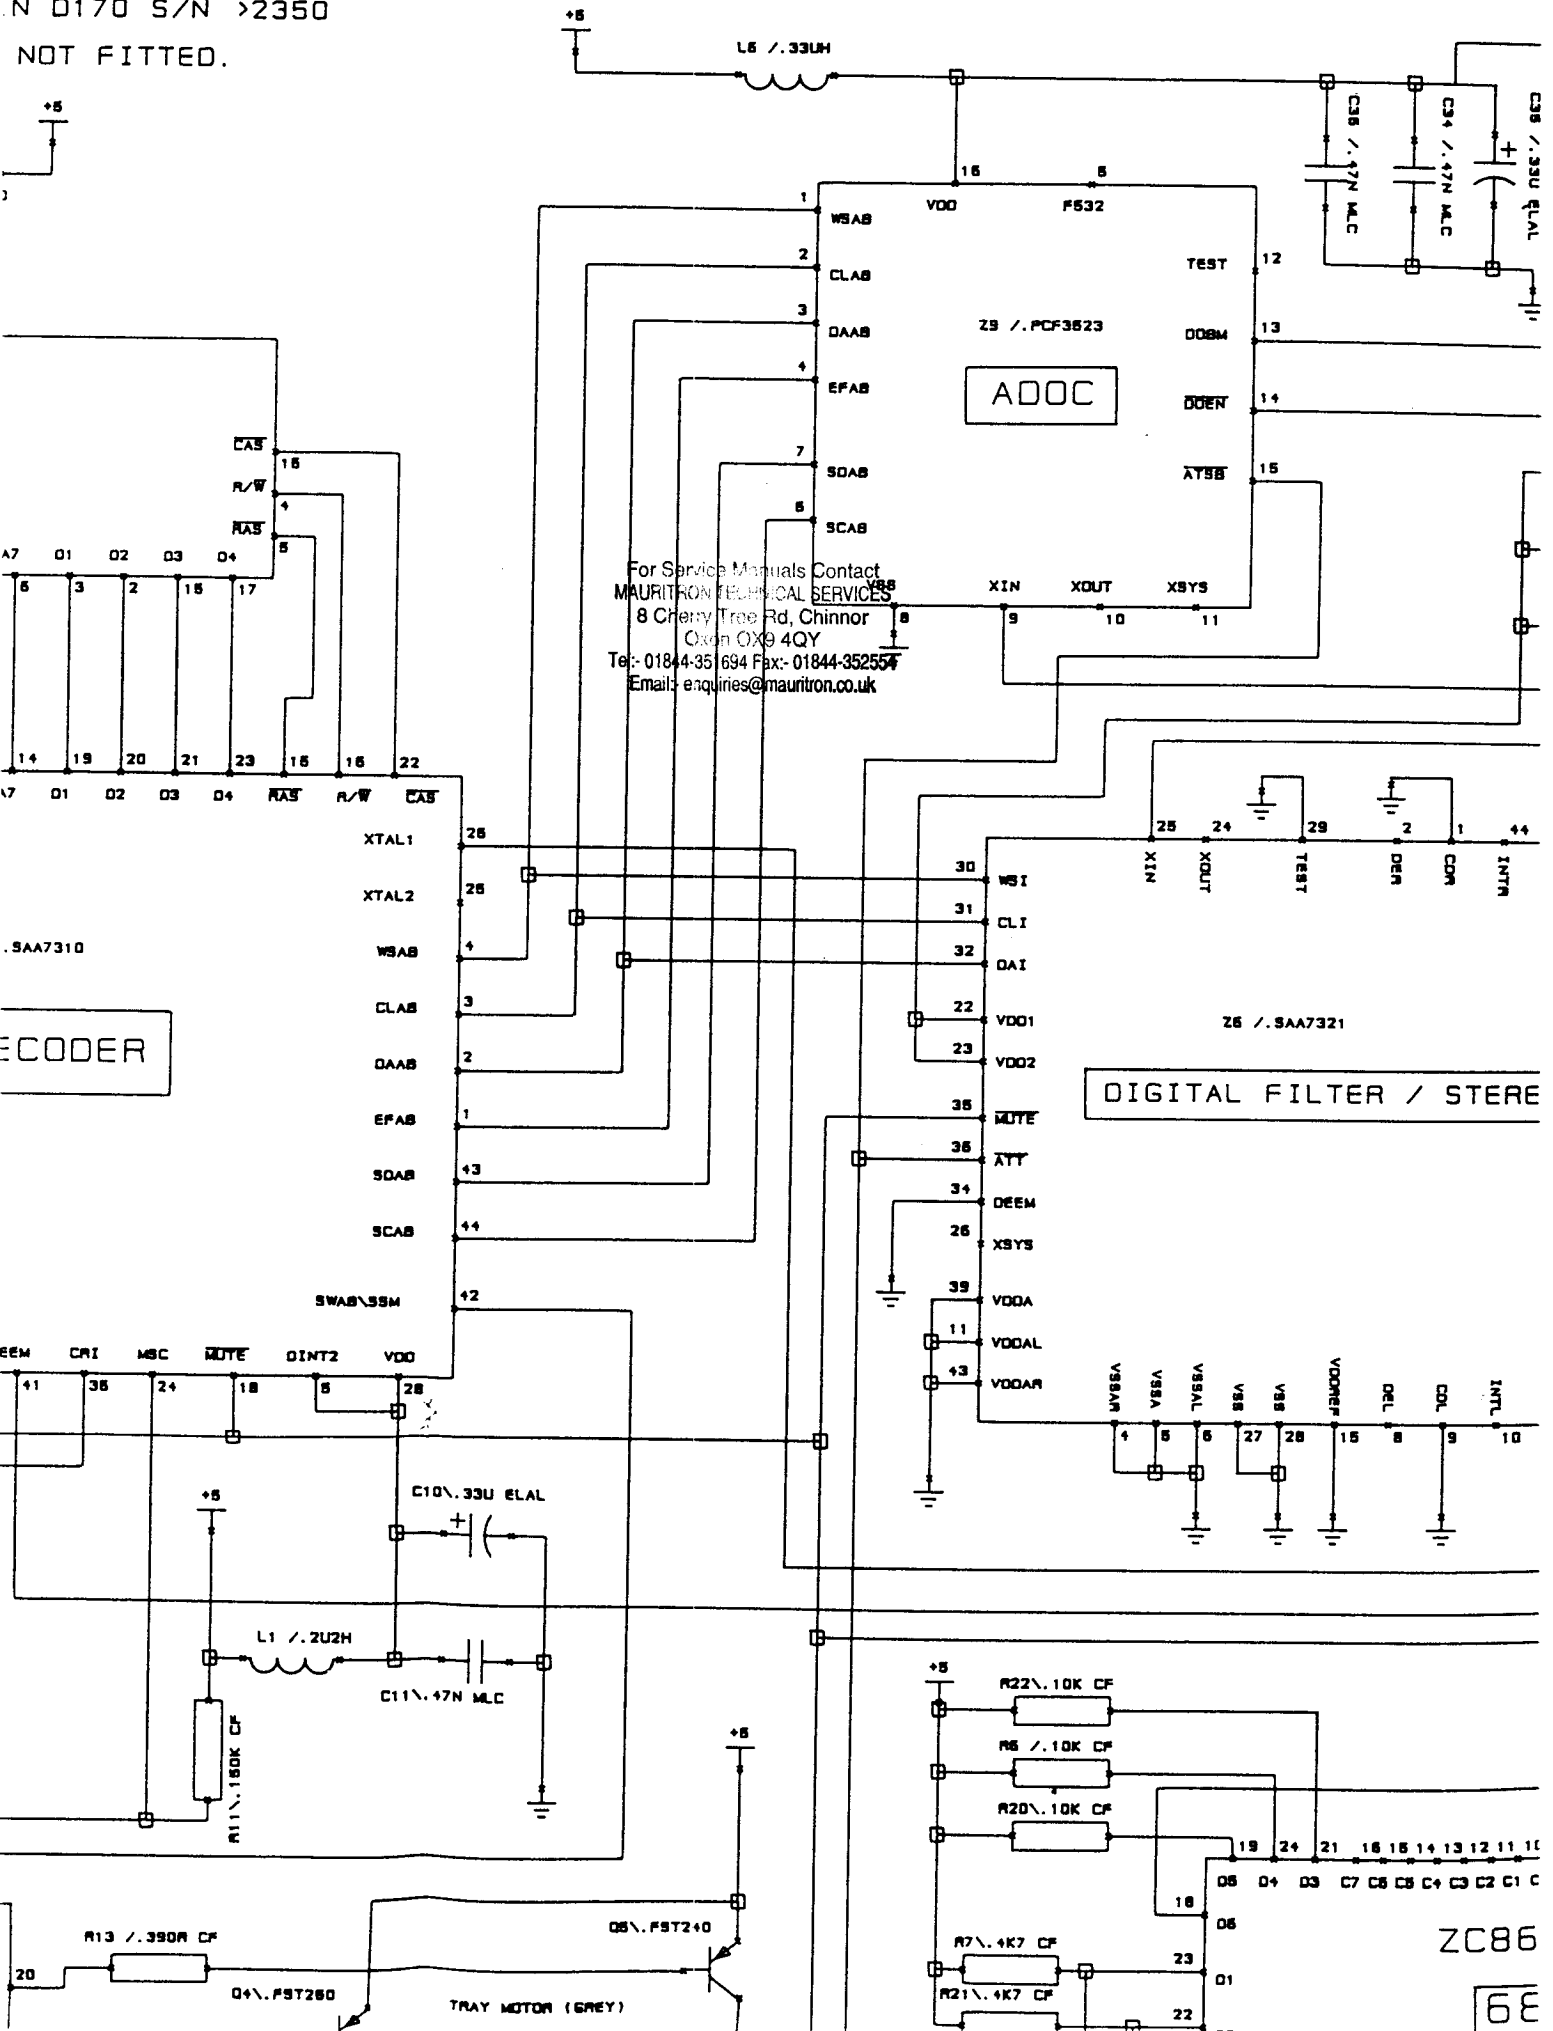 N D170 S/N >2350
NOT FITTED.
+5
+5
L6 /.33UH
C36 /.47N MLC
C34 /.47N MLC
/.33U ELAL
16
VDD
F532
1
WSAB
2
CLAB
3
DAAB
4
EFAB
7
SDAB
6
SCAB
TEST
12
DOBM
13
DOEN
14
ATSB
15
Z9 /.PCF3523
ADOC
VSS
8
XIN
9
XOUT
10
XSYS
11
For Service Manuals Contact
MAURITRON TECHNICAL SERVICES
8 Cherry Tree Rd, Chinnor
Oxon OX9 4QY
Tel:- 01844-351694 Fax:- 01844-352554
Email:- enquiries@mauritron.co.uk
CAS
16
R/W
4
RAS
5
A7 D1 D2 D3 D4
6 3 2 15 17
14 19 20 21 23 15 16 22
A7 D1 D2 D3 D4 RAS R/W CAS
XTAL1
XTAL2
25
WSAB
4
CLAB
3
DAAB
2
EFAB
1
SDAB
43
SCAB
44
SWAB\SSM
42
.SAA7310
ECODER
EEM CRI MSC MUTE DINT2 VDD
41 24 18 28
25 24 29 2 1 44
XIN XOUT TEST DER CDR INTR
30
WSI
31
CLI
32
DAI
22
VDD1
23
VDD2
35
MUTE
36
ATT
34
DEEM
26
XSYS
39
VDDA
11
VDDAL
43
VDDAR
Z6 /.SAA7321
DIGITAL FILTER / STERE
VSSAR VSSA VSSAL VSS VSS VDDREF DEL CDL INTL
4 5 6 27 28 15 8 9 10
+5
C10\.33U ELAL
L1 /.2U2H
C11\.47N MLC
R11\.150K CF
+5
+5
R22\.10K CF
R6 /.10K CF
R20\.10K CF
19 24 21 16 15 14 13 12 11
D5 D4 D3 C7 C6 C5 C4 C3 C2 C1
D6
ZC86
R7\.4K7 CF
23
D1
R21\.4K7 CF
22
R13 /.390R CF
20
Q5\.FST240
Q4\.FST250
TRAY MOTOR (GREY)